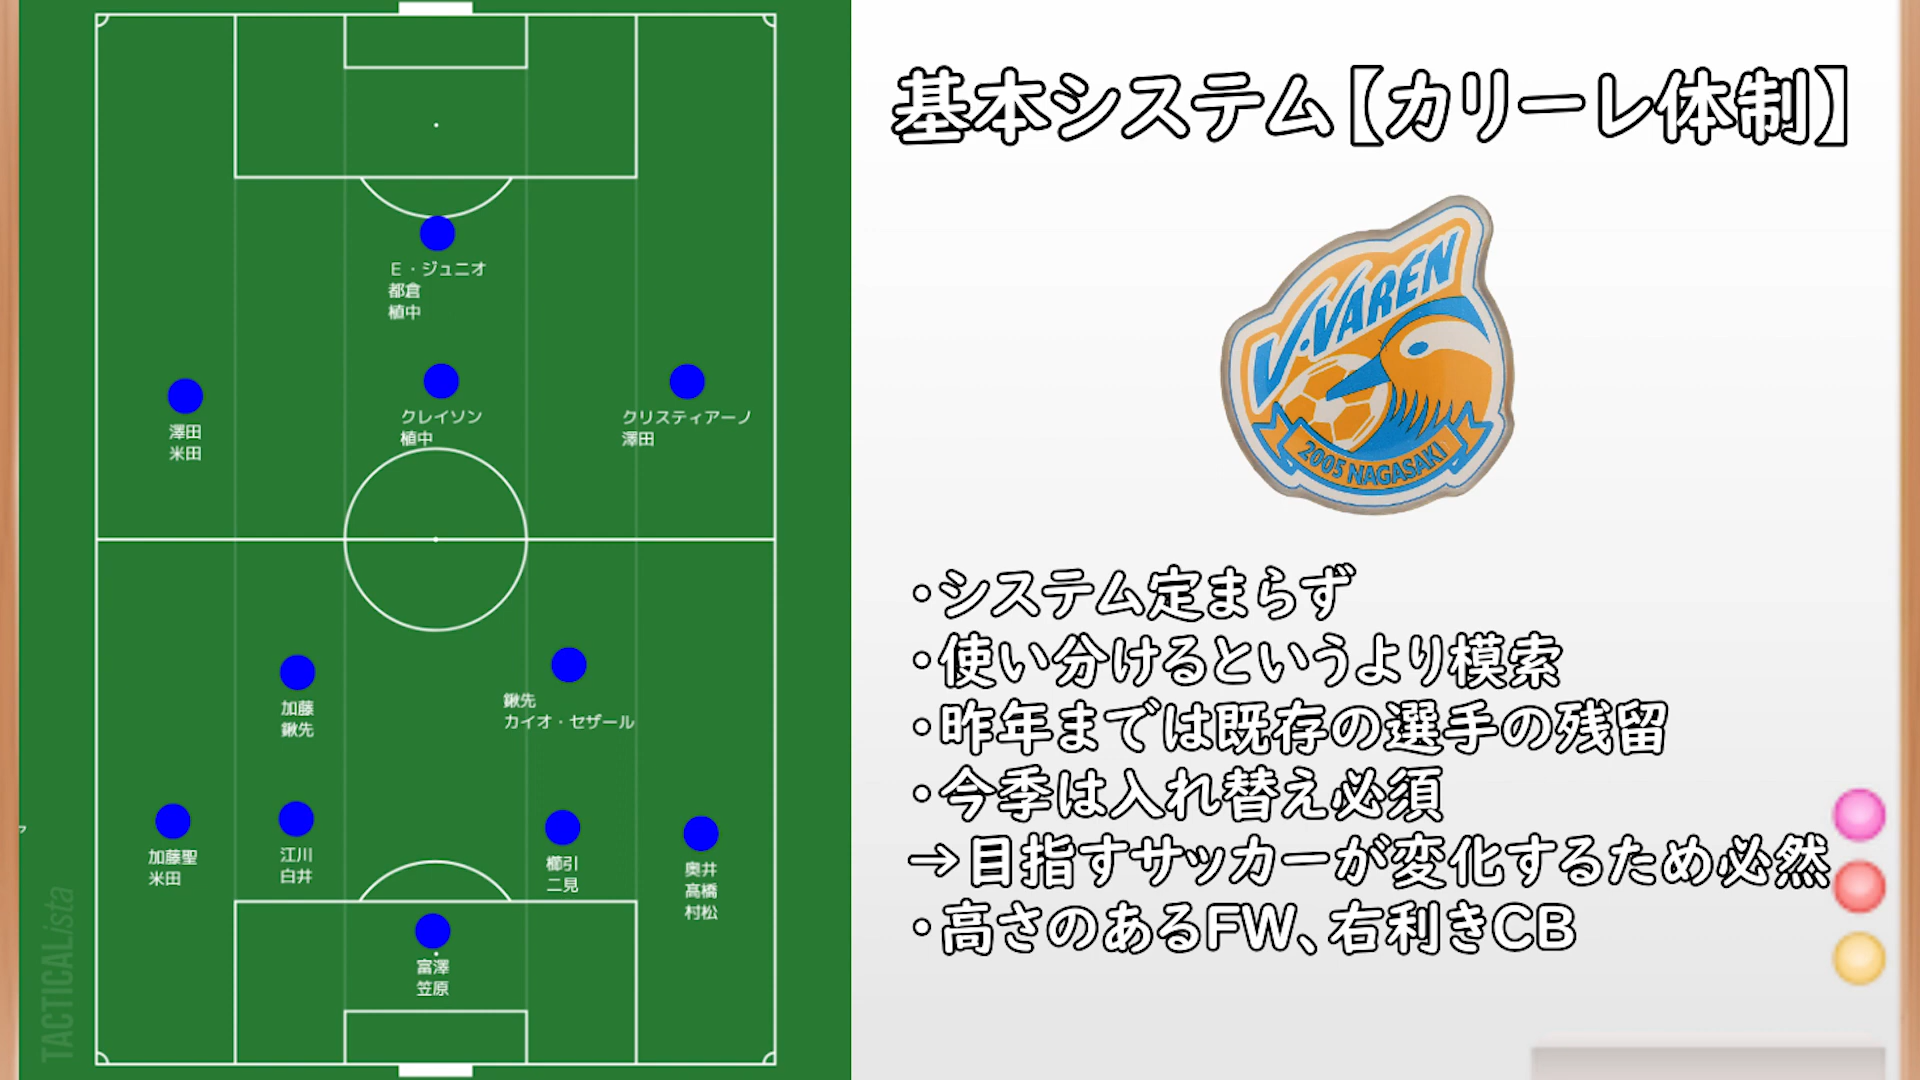 基本システム【カリーレ体制】
V・VAREN
2005 NAGASAKI
・システム定まらず
・使い分けるというより模索
・昨年までは既存の選手の残留
・今季は入れ替え必須
→目指すサッカーが変化するため必然
・高さのあるFW、右利きCB
E・ジュニオ
都倉
植中
澤田
米田
クレイソン
植中
クリスティアーノ
澤田
加藤
鍬先
鍬先
カイオ・セザール
加藤聖
米田
江川
白井
櫛引
二見
奥井
高橋
村松
富澤
笠原
TACTICALista